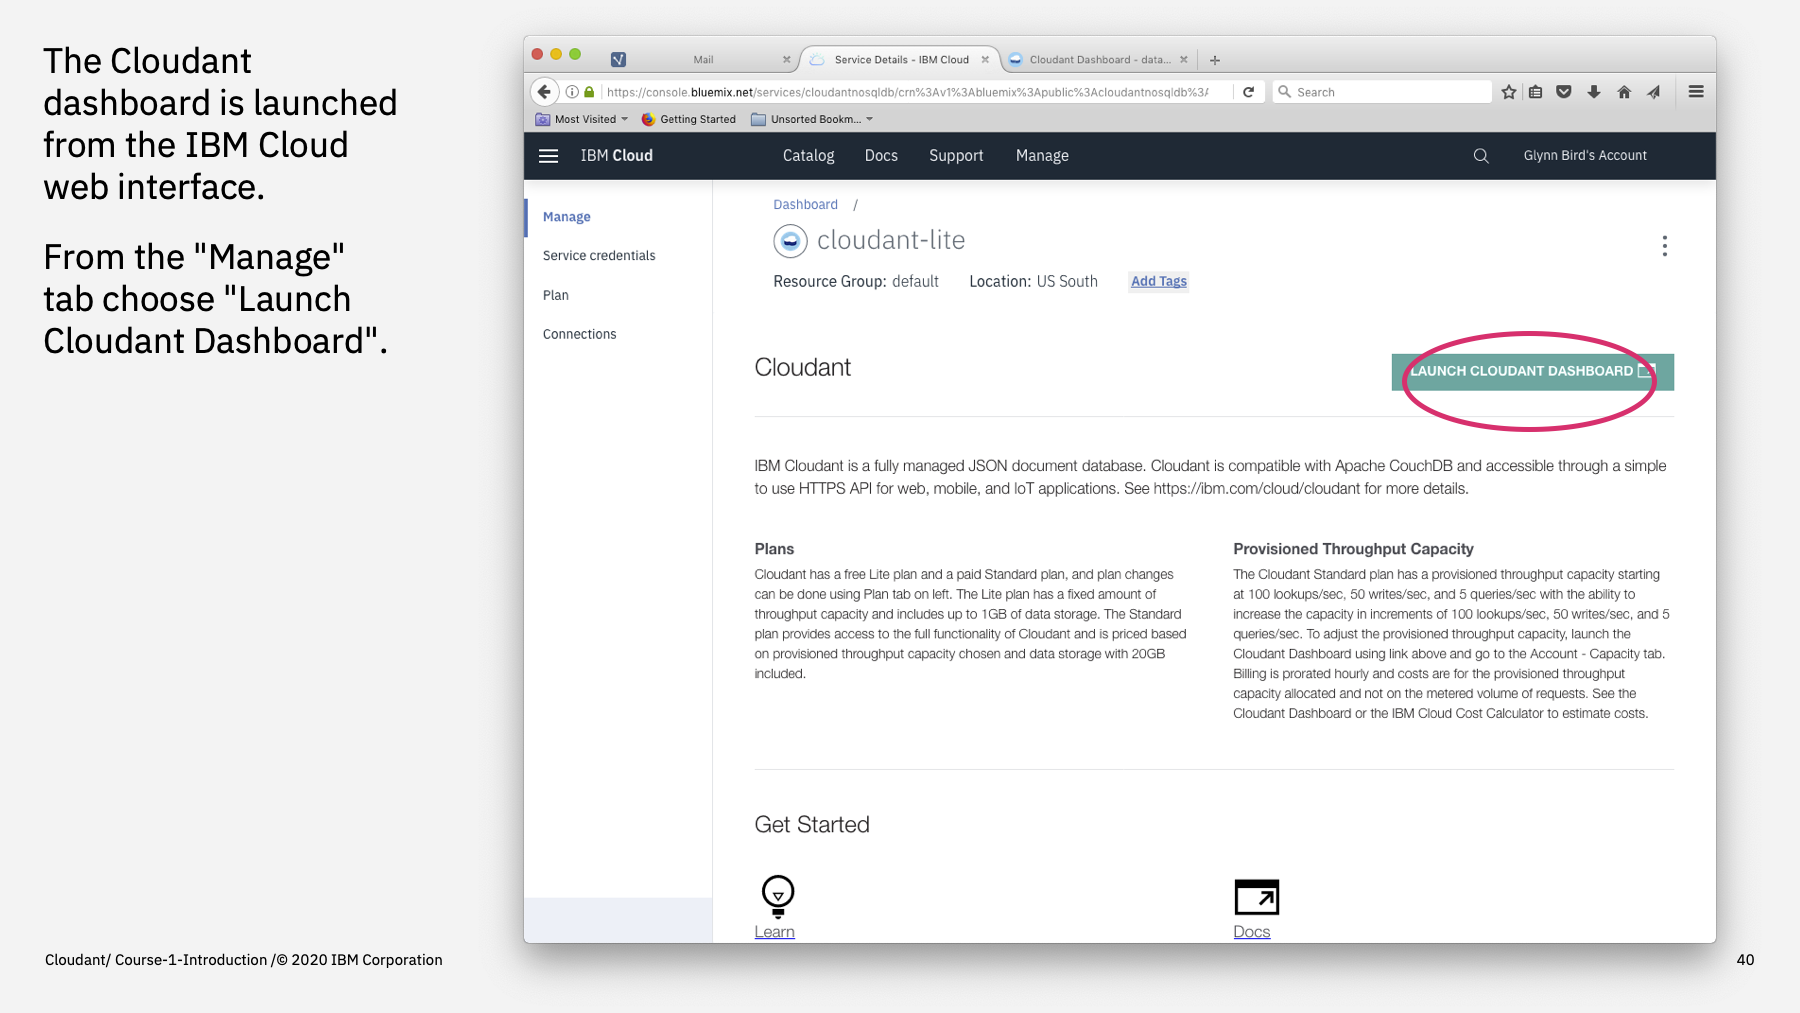 The Cloudant
dashboard is launched
from the IBM Cloud
web interface.
From the "Manage"
tab choose "Launch
Cloudant Dashboard".
Mail
Service Details - IBM Cloud
Cloudant Dashboard - data...
https://console.bluemix.net/services/cloudantnosqldb/crn%3Av1%3Abluemix%3Apublic%3Acloudantnosqldb%3A
Search
Most Visited
Getting Started
Unsorted Bookm...
IBM Cloud
Catalog
Docs
Support
Manage
Glynn Bird's Account
Manage
Service credentials
Plan
Connections
Dashboard /
cloudant-lite
Resource Group: default
Location: US South
Add Tags
Cloudant
LAUNCH CLOUDANT DASHBOARD
IBM Cloudant is a fully managed JSON document database. Cloudant is compatible with Apache CouchDB and accessible through a simple
to use HTTPS API for web, mobile, and IoT applications. See https://ibm.com/cloud/cloudant for more details.
Plans
Cloudant has a free Lite plan and a paid Standard plan, and plan changes
can be done using Plan tab on left. The Lite plan has a fixed amount of
throughput capacity and includes up to 1GB of data storage. The Standard
plan provides access to the full functionality of Cloudant and is priced based
on provisioned throughput capacity chosen and data storage with 20GB
included.
Provisioned Throughput Capacity
The Cloudant Standard plan has a provisioned throughput capacity starting
at 100 lookups/sec, 50 writes/sec, and 5 queries/sec with the ability to
increase the capacity in increments of 100 lookups/sec, 50 writes/sec, and 5
queries/sec. To adjust the provisioned throughput capacity, launch the
Cloudant Dashboard using link above and go to the Account - Capacity tab.
Billing is prorated hourly and costs are for the provisioned throughput
capacity allocated and not on the metered volume of requests. See the
Cloudant Dashboard or the IBM Cloud Cost Calculator to estimate costs.
Get Started
Learn
Docs
Cloudant/ Course-1-Introduction /© 2020 IBM Corporation
40